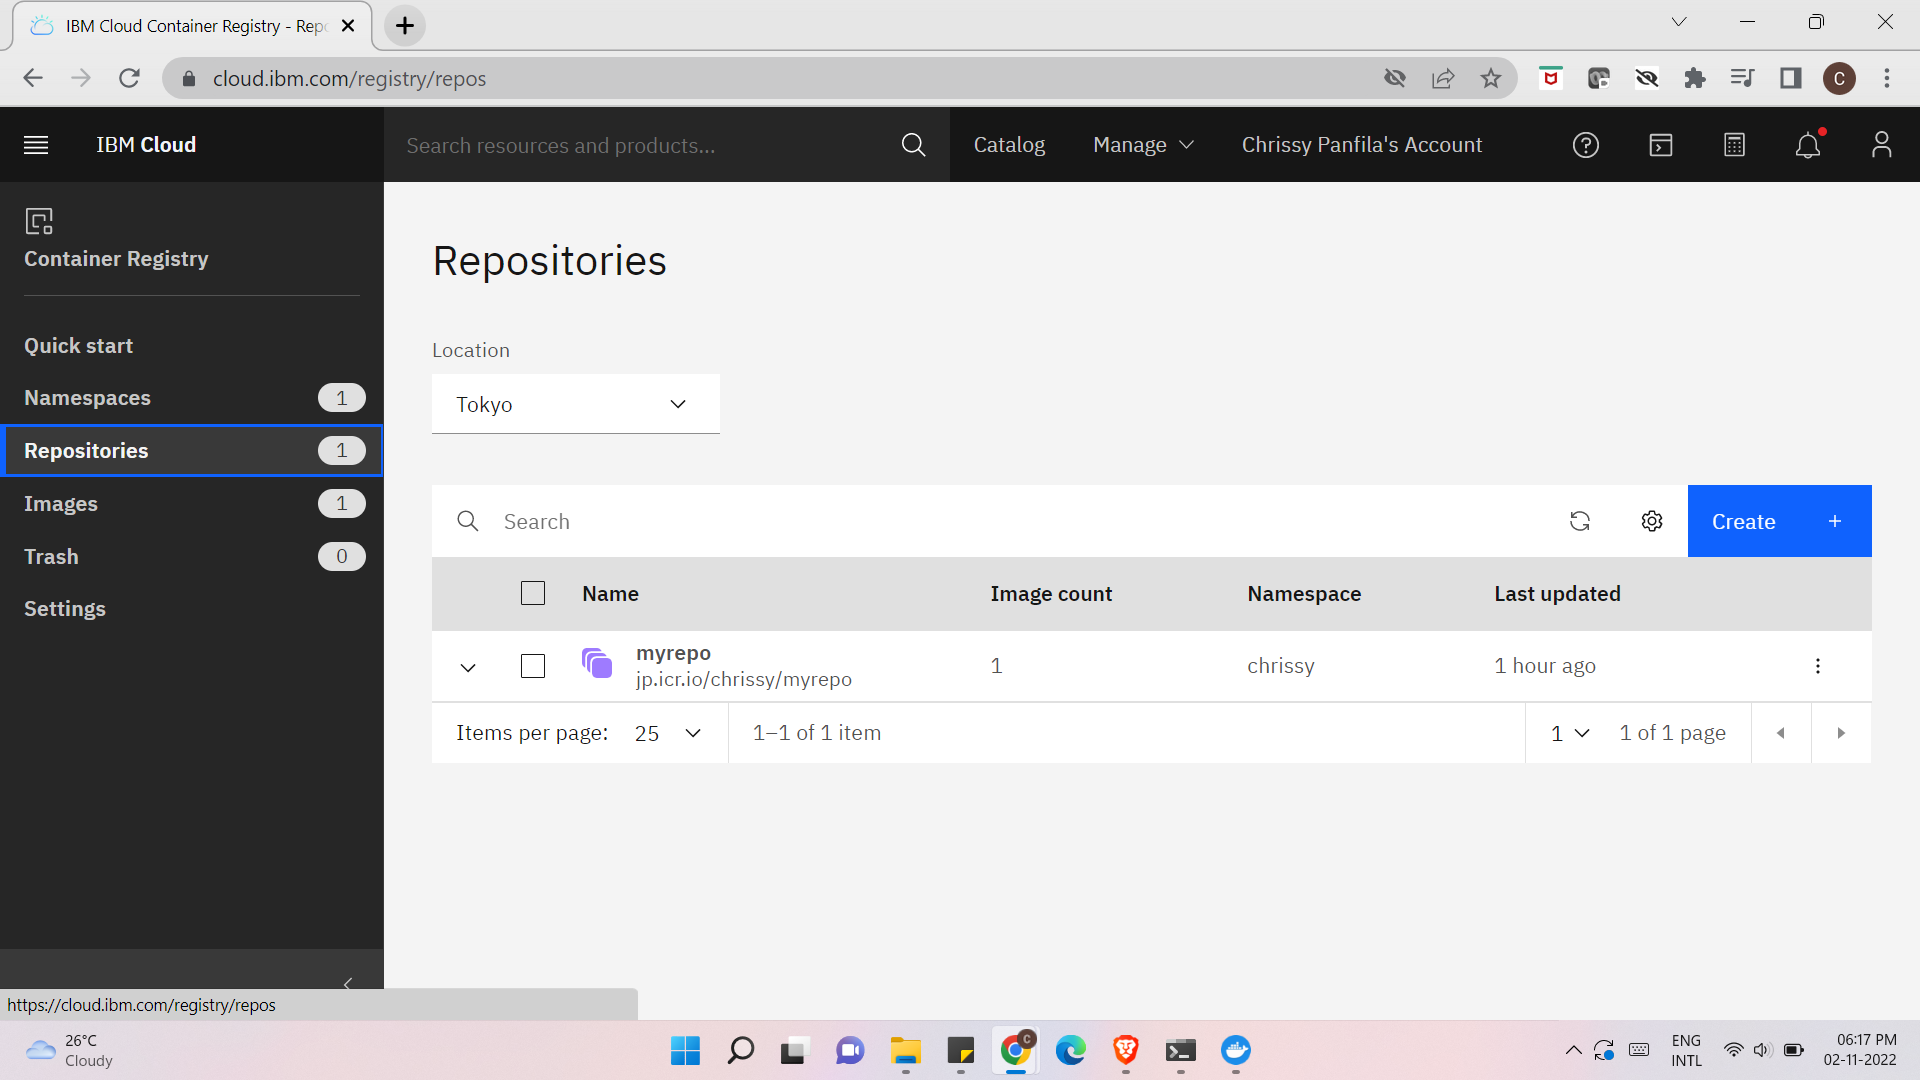 IBM Cloud Container Registry - Rep
cloud.ibm.com/registry/repos
C
IBM Cloud
Search resources and products...
Catalog
Manage
Chrissy Panfila's Account
Container Registry
Quick start
Namespaces 1
Repositories 1
Images 1
Trash 0
Settings
Repositories
Location
Tokyo
Search
Create +
Name Image count Namespace Last updated
myrepo
jp.icr.io/chrissy/myrepo
1 chrissy 1 hour ago
Items per page: 25 1–1 of 1 item 1 1 of 1 page
https://cloud.ibm.com/registry/repos
26°C
Cloudy
C
ENG
INTL
06:17 PM
02-11-2022